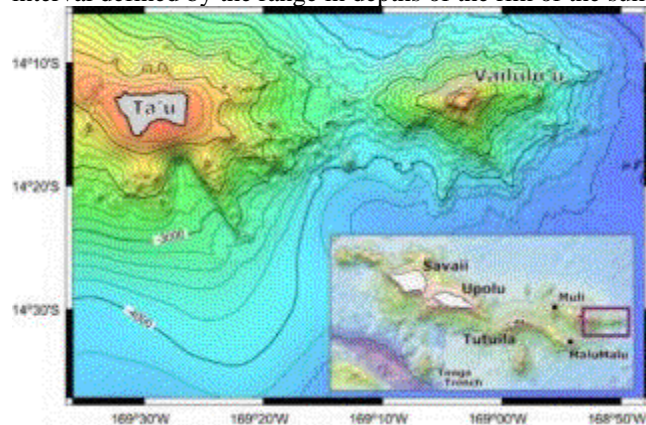 interval defined by the range in depths of the rim of the sum
14°10'S
14°20'S
14°30'S
Ta'u
Vailulu'u
-3000
-4000
Savaii
Upolu
Muli
Tutuila
MaluMalu
Tonga
Trench
169°30'W
169°20'W
169°10'W
169°00'W
168°50'W